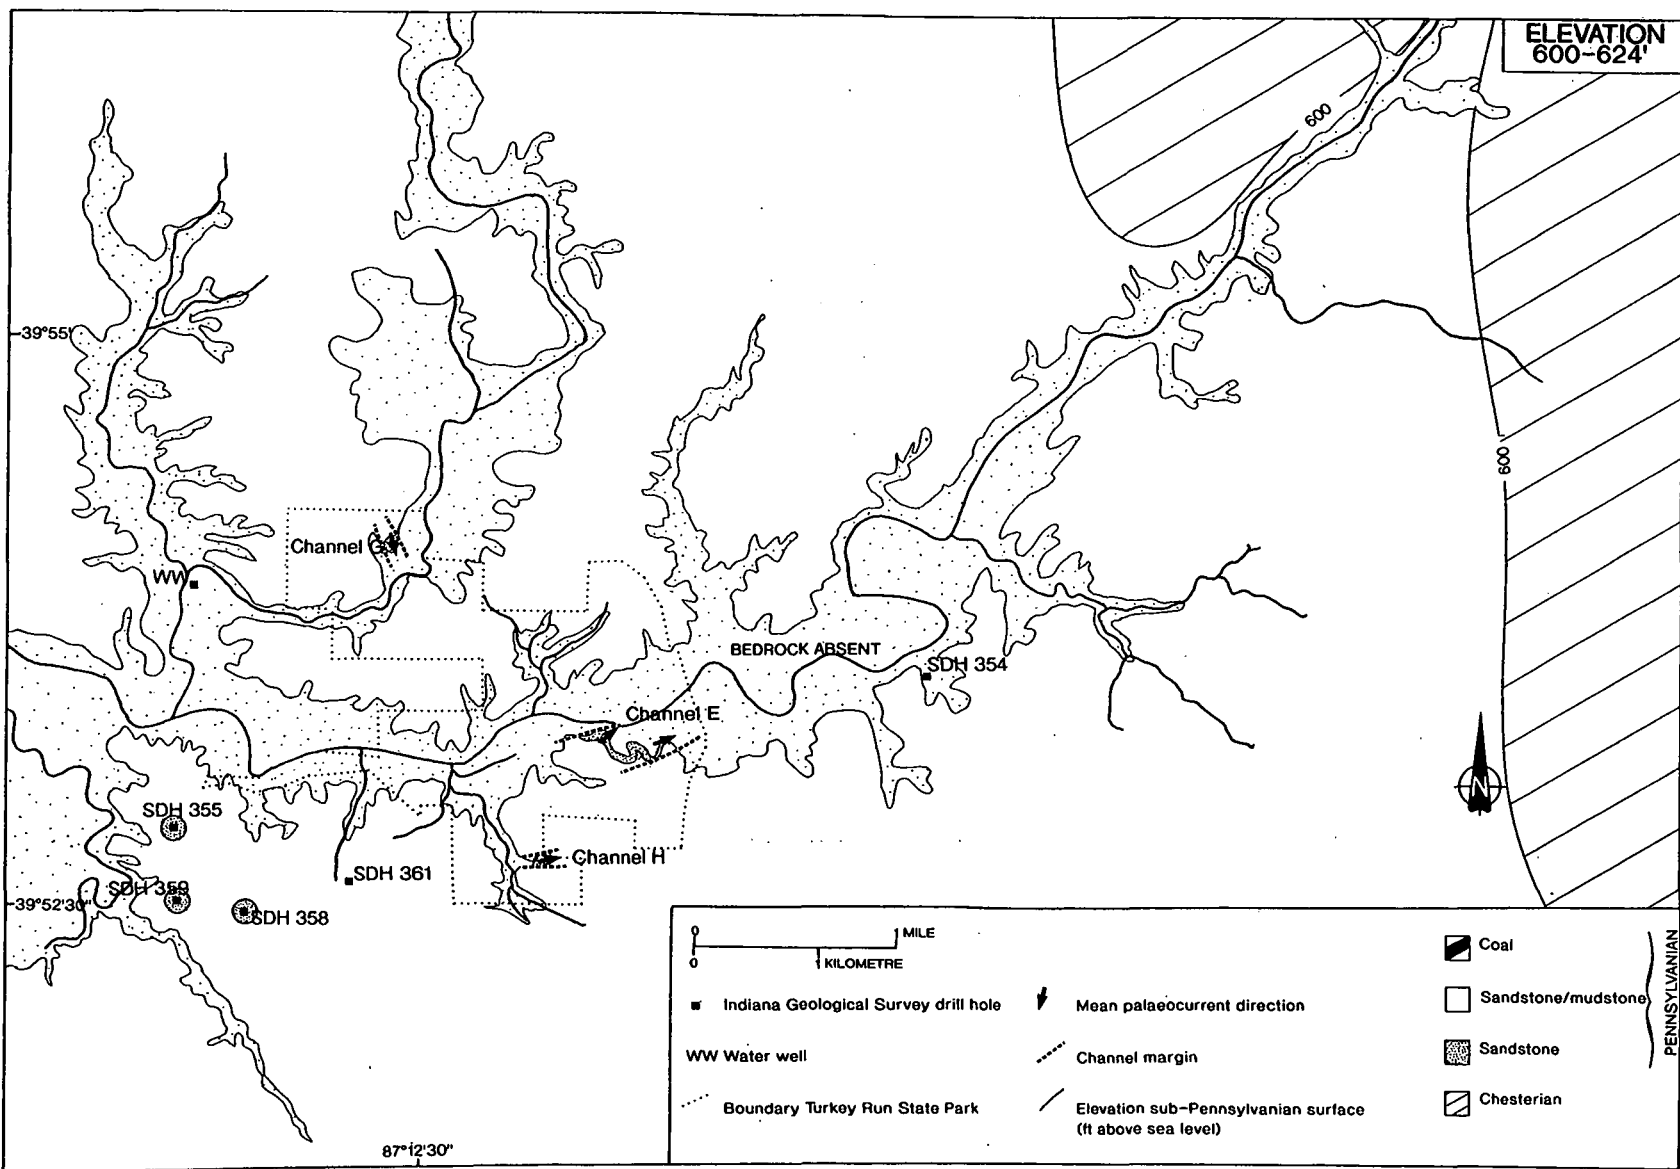 ELEVATION
600-624'
600
39°55'
600
Channel G
WW
BEDROCK ABSENT
SDH 354
Channel E
SDH 355
Channel H
SDH 361
SDH 359
39°52'30"
SDH 358
0 1 MILE
0 1 KILOMETRE
Indiana Geological Survey drill hole
WW Water well
Boundary Turkey Run State Park
Mean palaeocurrent direction
Channel margin
Elevation sub-Pennsylvanian surface
(ft above sea level)
Coal
Sandstone/mudstone
Sandstone
Chesterian
PENNSYLVANIAN
87°12'30"
N